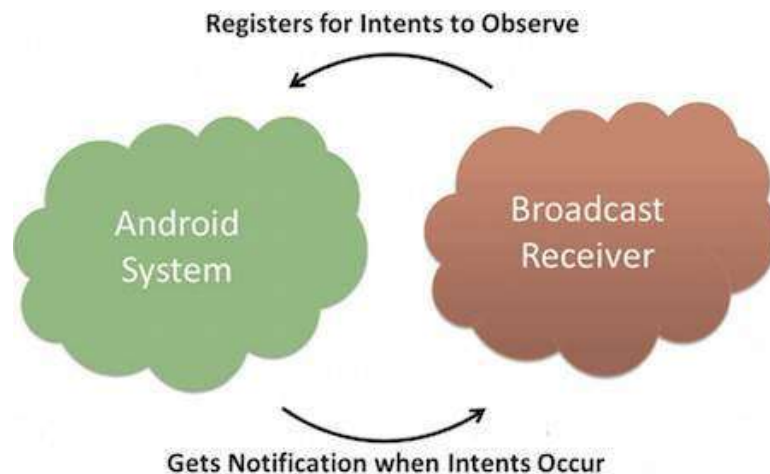 Registers for Intents to Observe
Android
System
Broadcast
Receiver
Gets Notification when Intents Occur